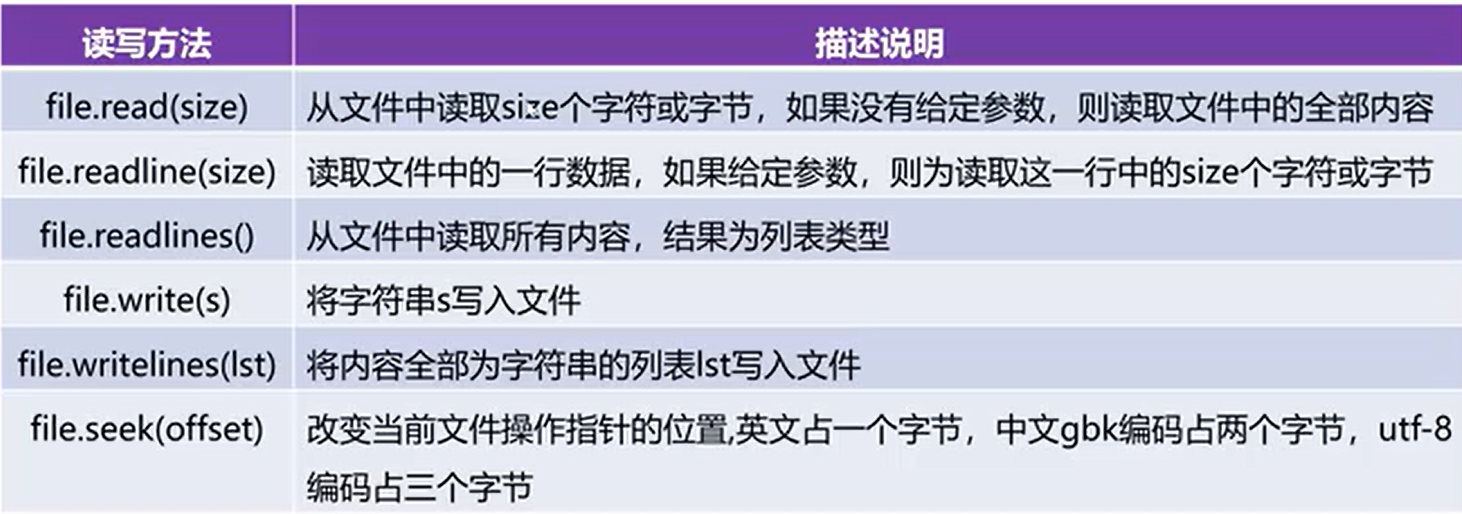 读写方法 描述说明
file.read(size) 从文件中读取size个字符或字节，如果没有给定参数，则读取文件中的全部内容
file.readline(size) 读取文件中的一行数据，如果给定参数，则为读取这一行中的size个字符或字节
file.readlines() 从文件中读取所有内容，结果为列表类型
file.write(s) 将字符串s写入文件
file.writelines(lst) 将内容全部为字符串的列表lst写入文件
file.seek(offset) 改变当前文件操作指针的位置,英文占一个字节，中文gbk编码占两个字节，utf-8
编码占三个字节